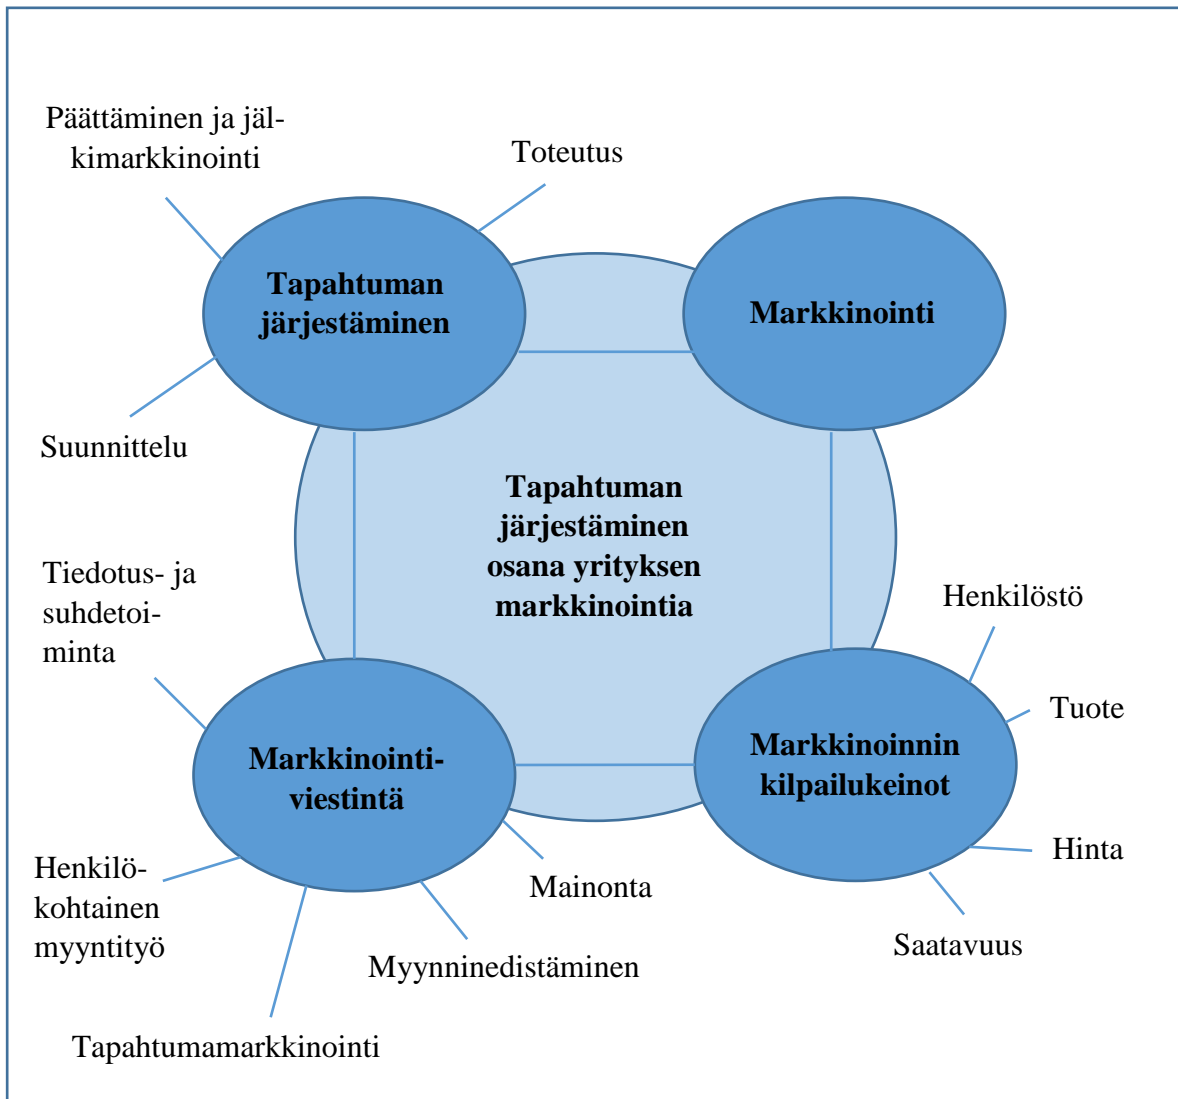 Päättäminen ja jäl-
kimarkkinointi
Toteutus
Tapahtuman
järjestäminen
Markkinointi
Suunnittelu
Tapahtuman
järjestäminen
osana yrityksen
markkinointia
Tiedotus- ja
suhdetoi-
minta
Henkilöstö
Tuote
Markkinointi-
viestintä
Markkinoinnin
kilpailukeinot
Hinta
Henkilö-
kohtainen
myyntityö
Mainonta
Saatavuus
Myynninedistäminen
Tapahtumamarkkinointi